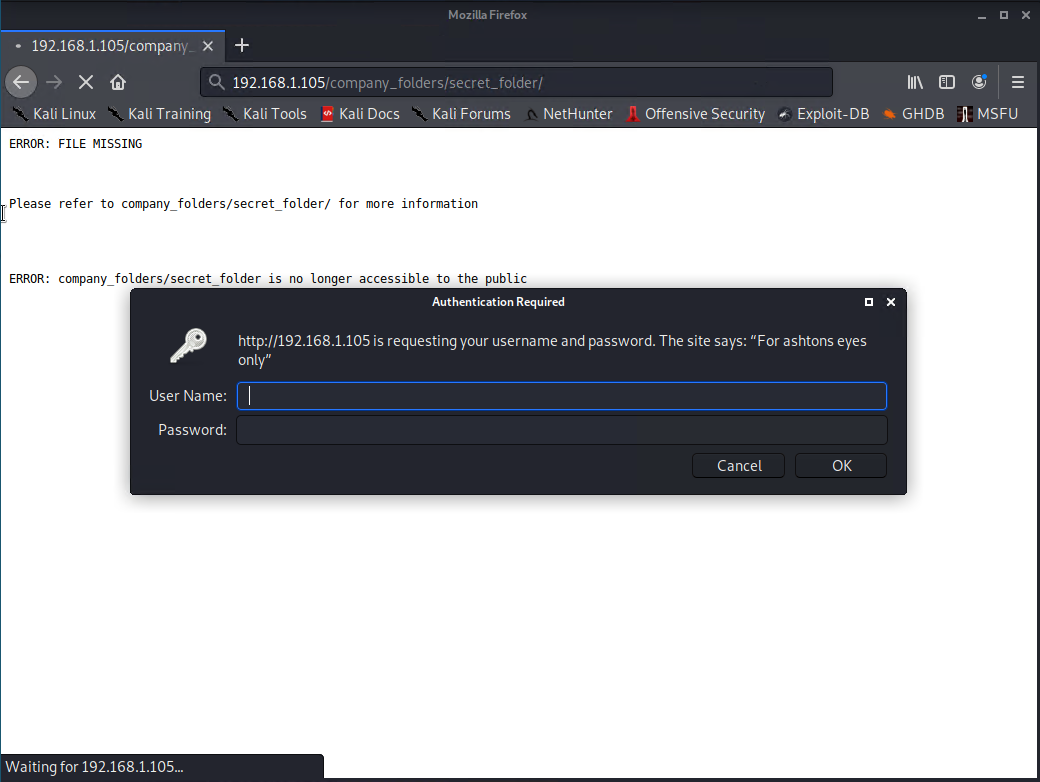 Mozilla Firefox
192.168.1.105/company_
192.168.1.105/company_folders/secret_folder/
Kali Linux Kali Training Kali Tools Kali Docs Kali Forums NetHunter Offensive Security Exploit-DB GHDB MSFU
ERROR: FILE MISSING
Please refer to company_folders/secret_folder/ for more information
ERROR: company_folders/secret_folder is no longer accessible to the public
Authentication Required
http://192.168.1.105 is requesting your username and password. The site says: “For ashtons eyes
only”
User Name:
Password:
Cancel OK
Waiting for 192.168.1.105...